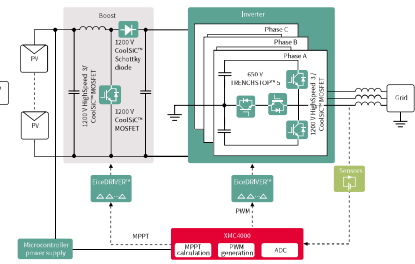 Boost
Inverter
Phase C
Phase B
Phase A
PV
PV
1200 V
CoolSiC™
Schottky
diode
1200 V HighSpeed 3/
CoolSiC™ MOSFET
1200 V
CoolSiC™
MOSFET
650 V
TRENCHSTOP™ 5
1200 V HighSpeed 3 /
CoolSiC™ MOSFET
Grid
Sensors
EiceDRIVER™
EiceDRIVER™
MPPT
PWM
Microcontroller
power supply
XMC4000
MPPT
calculation
PWM
generation
ADC